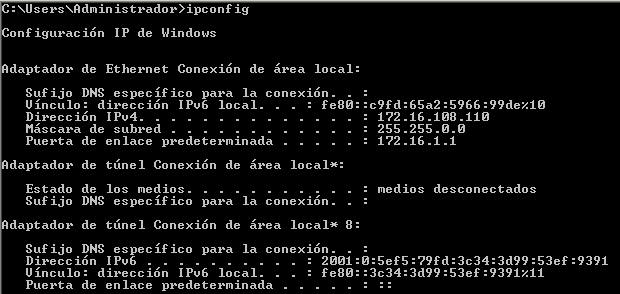 C:\Users\Administrador>ipconfig
Configuración IP de Windows
Adaptador de Ethernet Conexión de área local:
Sufijo DNS específico para la conexión. . :
Vínculo: dirección IPv6 local. . . : fe80::c9fd:65a2:5966:99de%10
Dirección IPv4. . . . . . . . . . . . . . : 172.16.108.110
Máscara de subred . . . . . . . . . . . . : 255.255.0.0
Puerta de enlace predeterminada . . . . . : 172.16.1.1
Adaptador de túnel Conexión de área local*:
Estado de los medios. . . . . . . . . . . : medios desconectados
Sufijo DNS específico para la conexión. . :
Adaptador de túnel Conexión de área local* 8:
Sufijo DNS específico para la conexión. . :
Dirección IPv6 . . . . . . . . . . : 2001:0:5ef5:79fd:3c34:3d99:53ef:9391
Vínculo: dirección IPv6 local. . . : fe80::3c34:3d99:53ef:9391%11
Puerta de enlace predeterminada . . . . . : ::